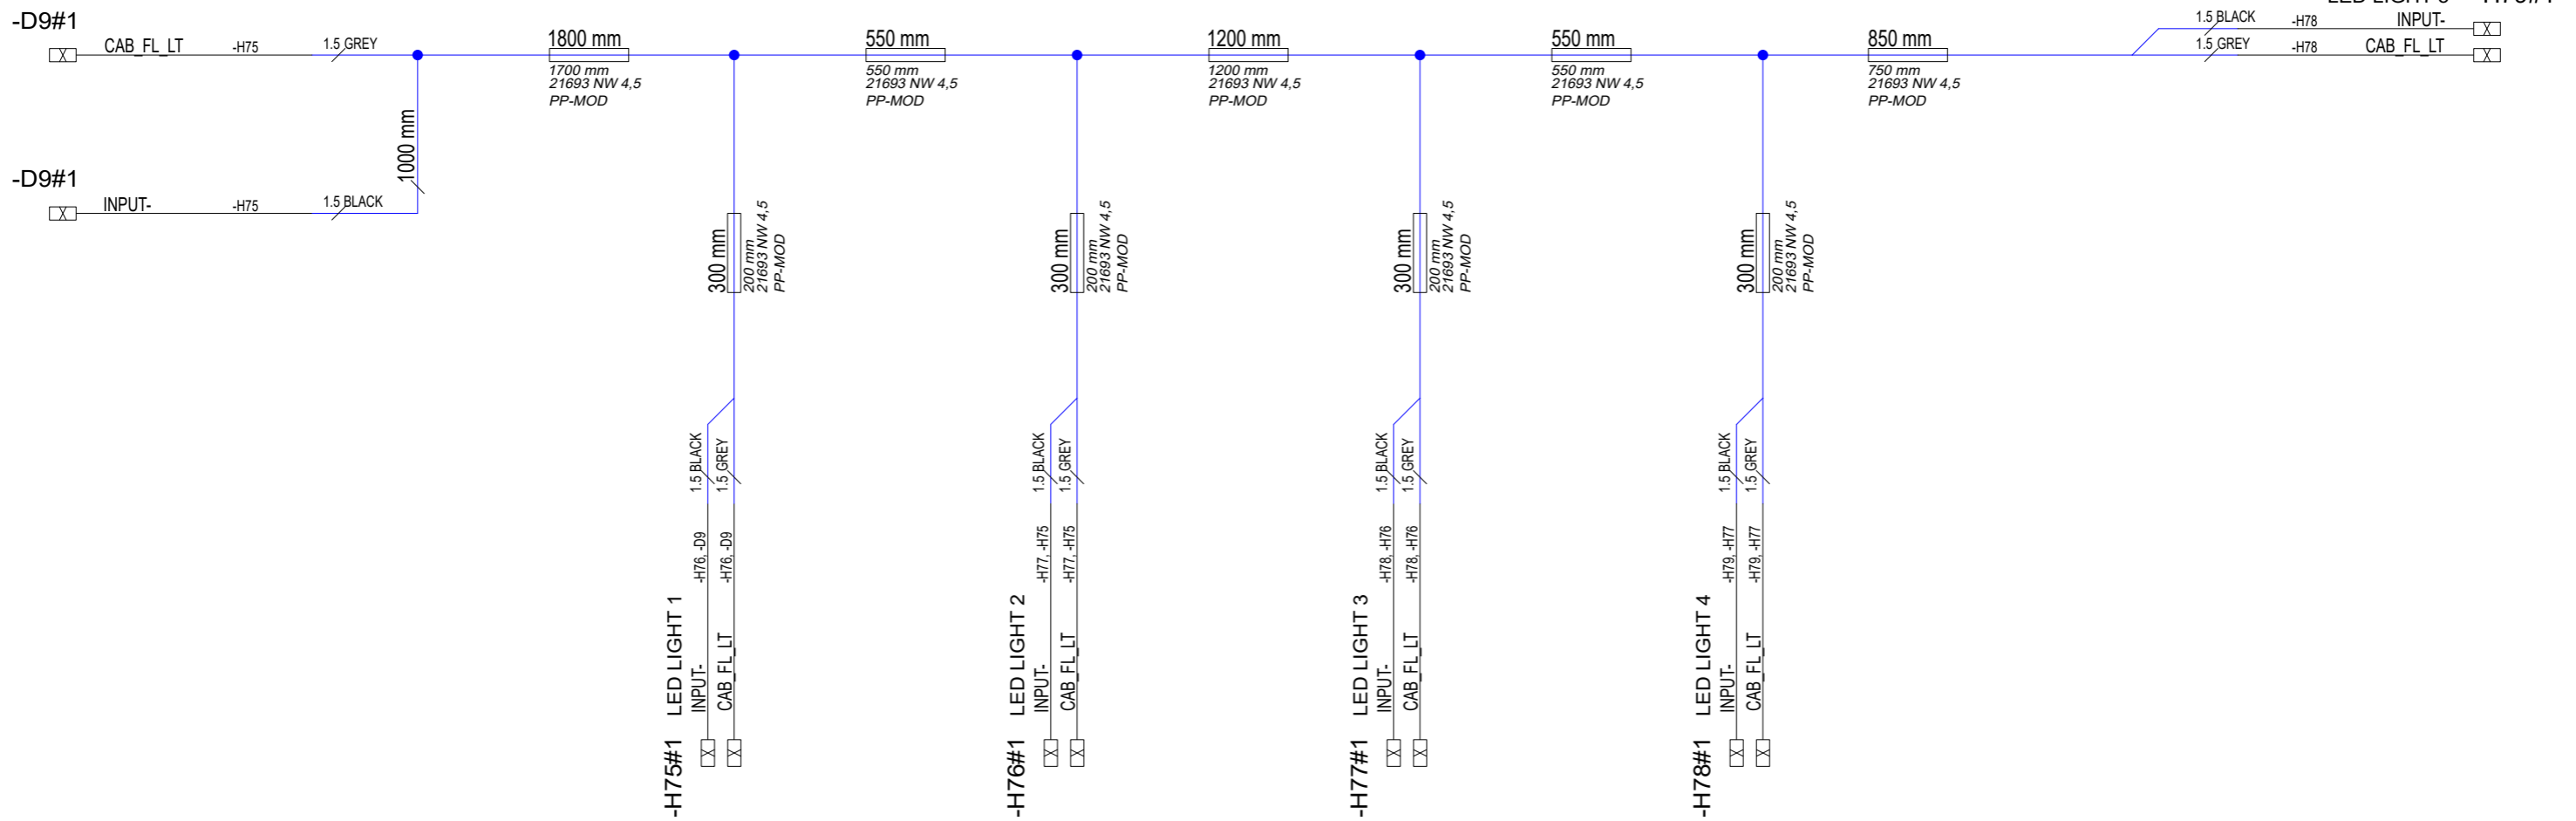 -D9#1
CAB_FL_LT -H75 1.5 GREY
1800 mm
1700 mm
21693 NW 4,5
PP-MOD
550 mm
550 mm
21693 NW 4,5
PP-MOD
1200 mm
1200 mm
21693 NW 4,5
PP-MOD
550 mm
550 mm
21693 NW 4,5
PP-MOD
850 mm
750 mm
21693 NW 4,5
PP-MOD
1.5 BLACK -H78 INPUT-
1.5 GREY -H78 CAB_FL_LT
1000 mm
-D9#1
INPUT- -H75 1.5 BLACK
300 mm
200 mm
21693 NW 4,5
PP-MOD
300 mm
200 mm
21693 NW 4,5
PP-MOD
300 mm
200 mm
21693 NW 4,5
PP-MOD
300 mm
200 mm
21693 NW 4,5
PP-MOD
-H75#1 LED LIGHT 1
INPUT- -H76, -D9 1.5 BLACK
CAB_FL_LT -H76, -D9 1.5 GREY
-H76#1 LED LIGHT 2
INPUT- -H77, -H75 1.5 BLACK
CAB_FL_LT -H77, -H75 1.5 GREY
-H77#1 LED LIGHT 3
INPUT- -H78, -H76 1.5 BLACK
CAB_FL_LT -H78, -H76 1.5 GREY
-H78#1 LED LIGHT 4
INPUT- -H79, -H77 1.5 BLACK
CAB_FL_LT -H79, -H77 1.5 GREY